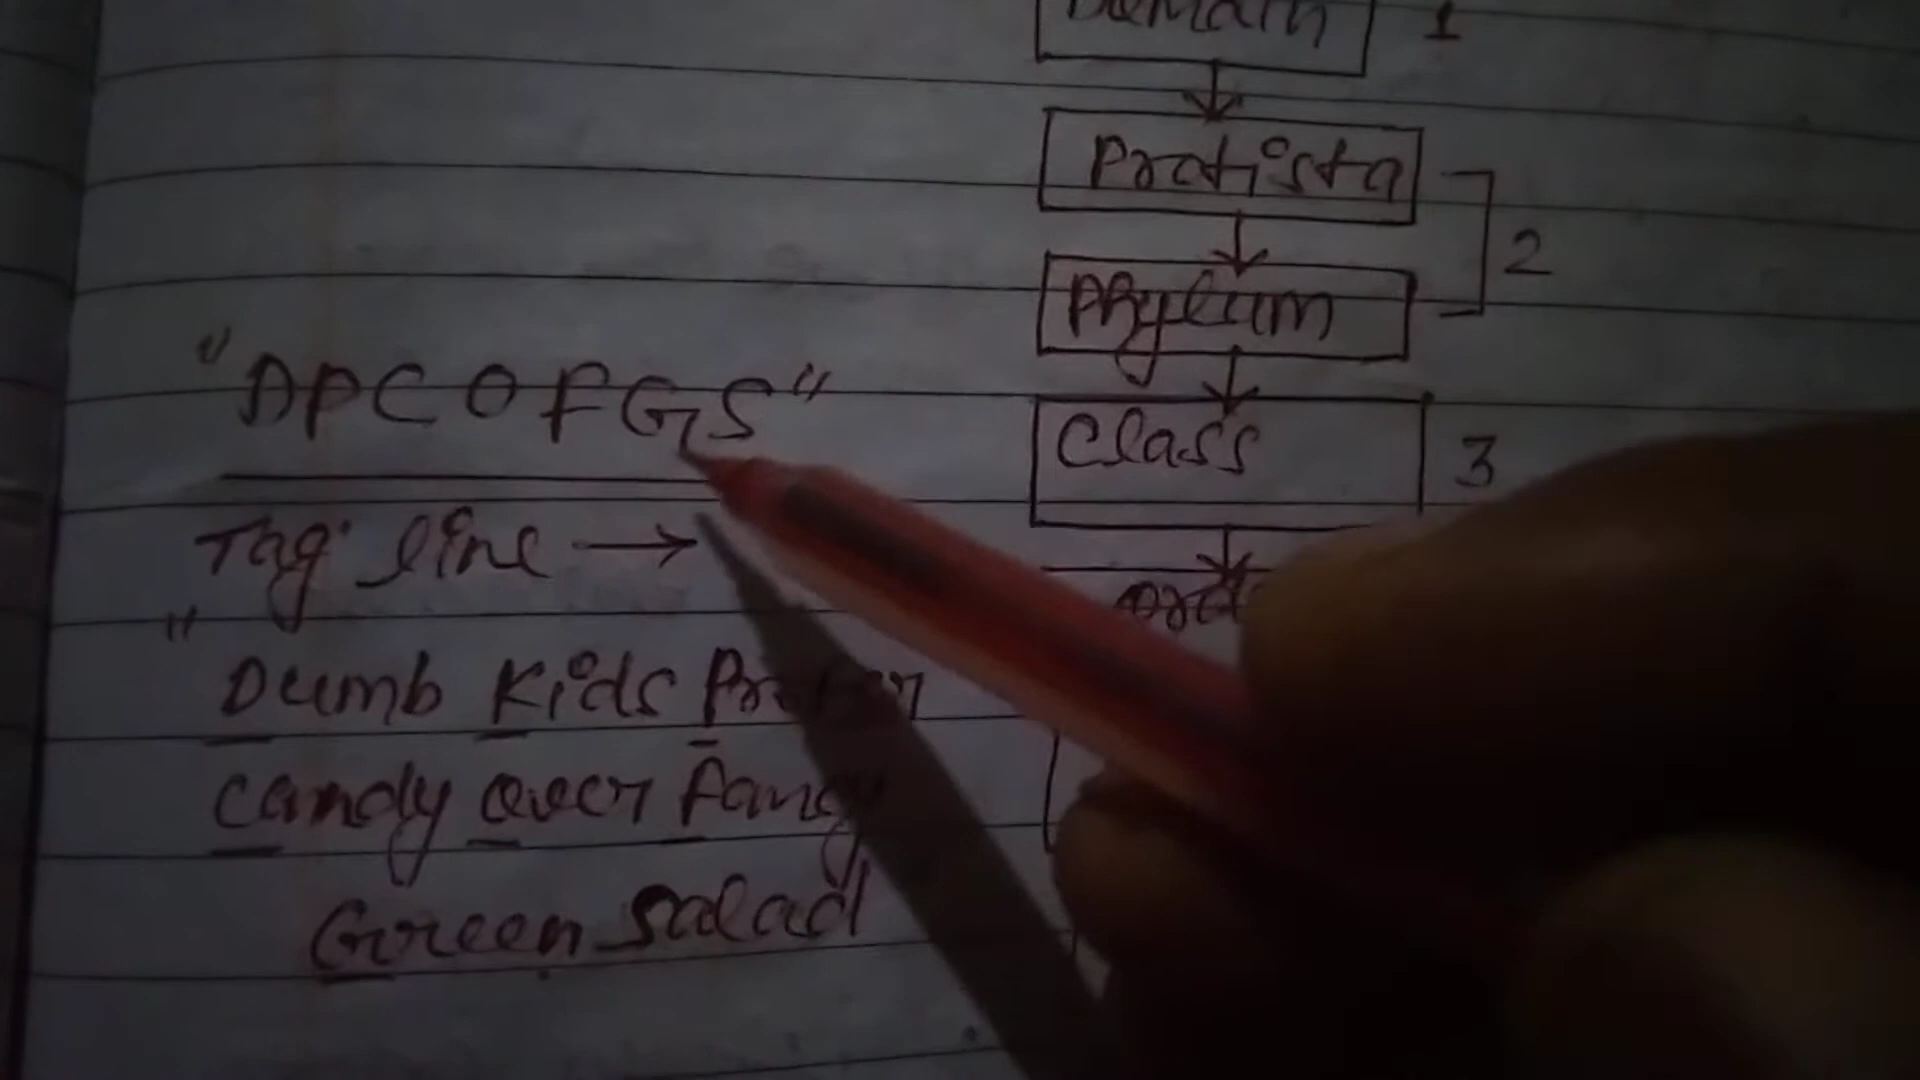 Domain 1
Protista
2
Phylum
"DPCOFGS"
Class 3
Tag line →
"Dumb Kids Prefer
Candy over Fancy
Green Salad